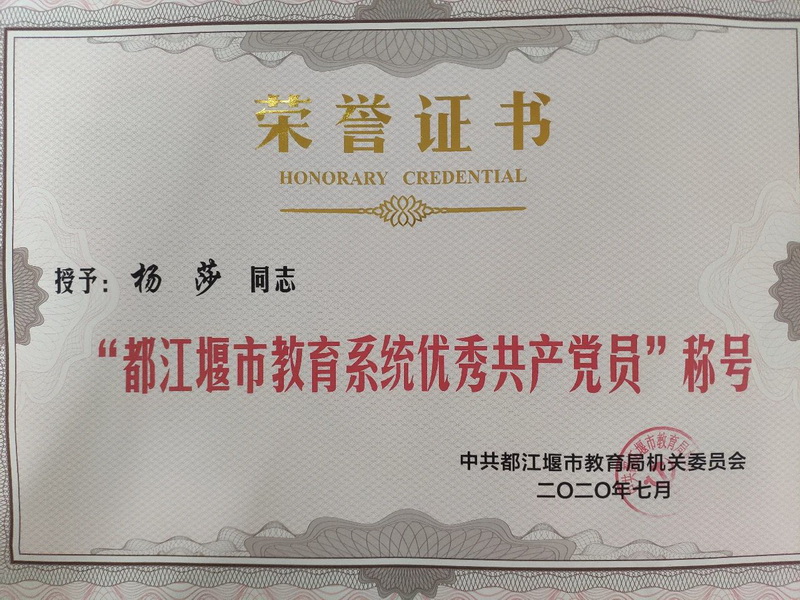 荣誉证书
HONORARY CREDENTIAL
授予：杨 莎 同志
“都江堰市教育系统优秀共产党员”称号
中共都江堰市教育局机关委员会
二〇二〇年七月